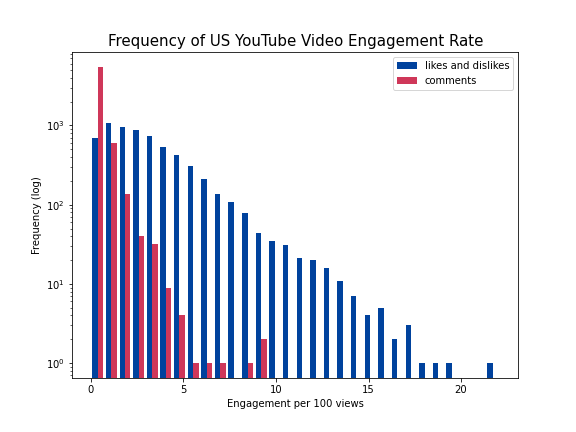 Frequency of US YouTube Video Engagement Rate
likes and dislikes
comments
Frequency (log)
10³
10²
10¹
10⁰
0 5 10 15 20
Engagement per 100 views